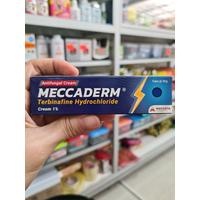 Antifungal Cream
MECCADERM®
Terbinafine Hydrochloride
Cream 1%